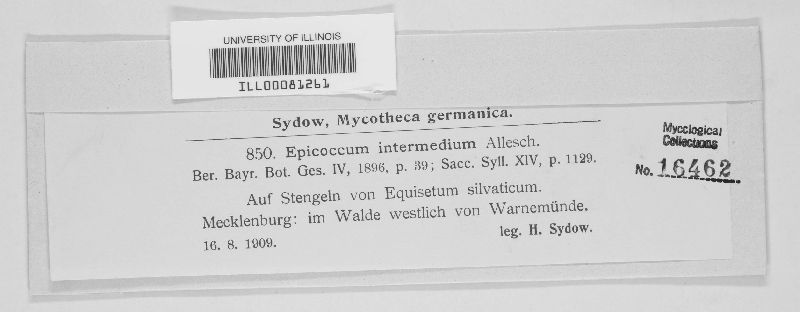 UNIVERSITY OF ILLINOIS
ILL00081261
Sydow, Mycotheca germanica.
850. Epicoccum intermedium Allesch.
Ber. Bayr. Bot. Ges. IV, 1896, p. 39; Sacc. Syll. XIV, p. 1129.
Auf Stengeln von Equisetum silvaticum.
Mecklenburg: im Walde westlich von Warnemünde.
16. 8. 1909.
leg. H. Sydow.
Mycological
Collections
No. 16462